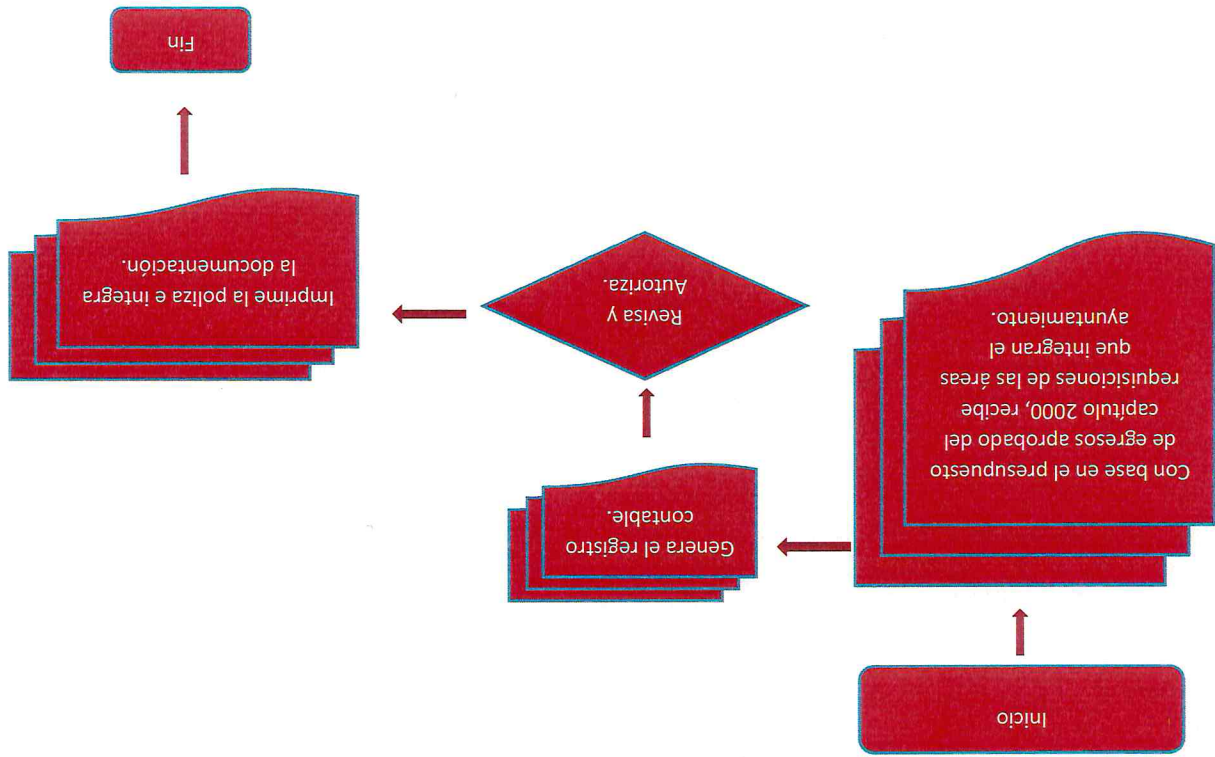 Inicio
Con base en el presupuesto
de egresos aprobado del
capítulo 2000, recibe
requisiciones de las áreas
que integran el
ayuntamiento.
Genera el registro
contable.
Revisa y
Autoriza.
Imprime la poliza e integra
la documentación.
Fin